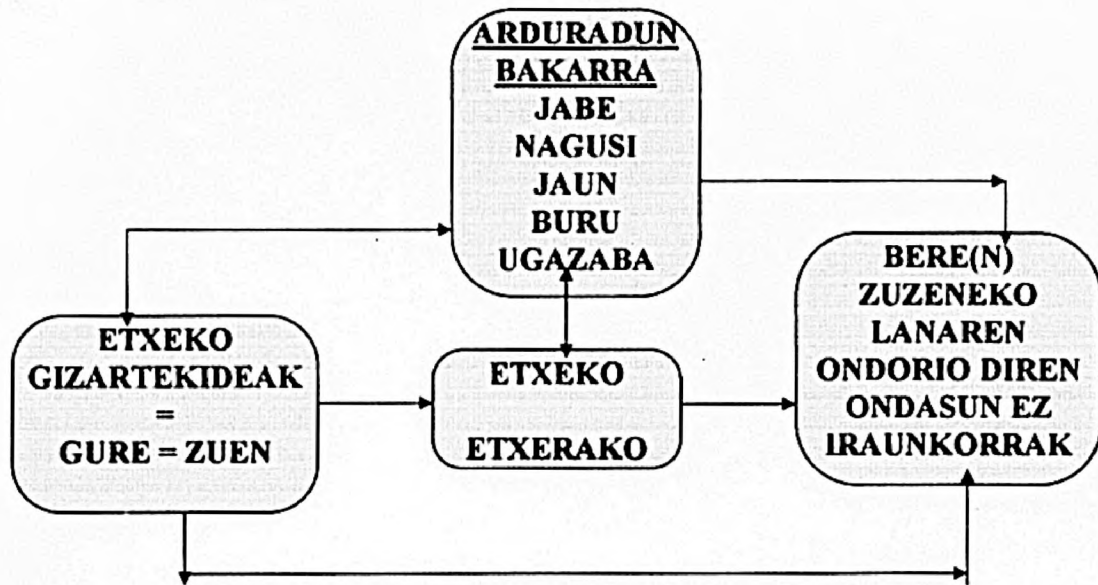 ARDURADUN
BAKARRA
JABE
NAGUSI
JAUN
BURU
UGAZABA
ETXEKO
GIZARTEKIDEAK
=
GURE = ZUEN
ETXEKO
ETXERAKO
BERE(N)
ZUZENEKO
LANAREN
ONDORIO DIREN
ONDASUN EZ
IRAUNKORRAK